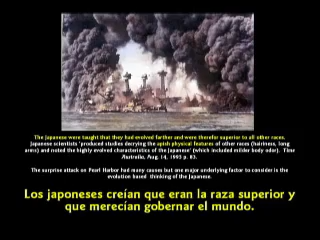 The Japanese were taught that they had evolved farther and were therefor superior to all other races.
Japanese scientists 'produced studies decrying the apish physical features of other races (hairiness, long
arms) and noted the highly evolved characteristics of the Japanese' (which included milder body odor). Time
Australia, Aug. 14, 1995 p. 83.
The surprise attack on Pearl Harbor had many causes but one major underlying factor to consider is the
evolution based thinking of the Japanese.
Los japoneses creían que eran la raza superior y
que merecían gobernar el mundo.